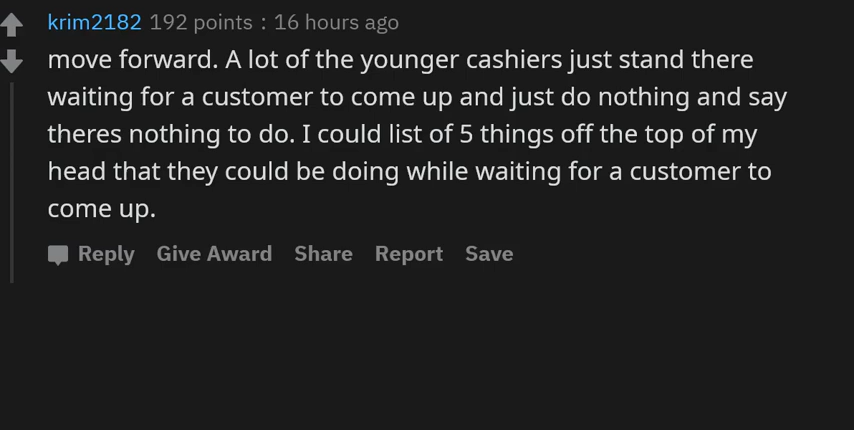 krim2182 192 points : 16 hours ago
move forward. A lot of the younger cashiers just stand there
waiting for a customer to come up and just do nothing and say
theres nothing to do. I could list of 5 things off the top of my
head that they could be doing while waiting for a customer to
come up.
Reply Give Award Share Report Save